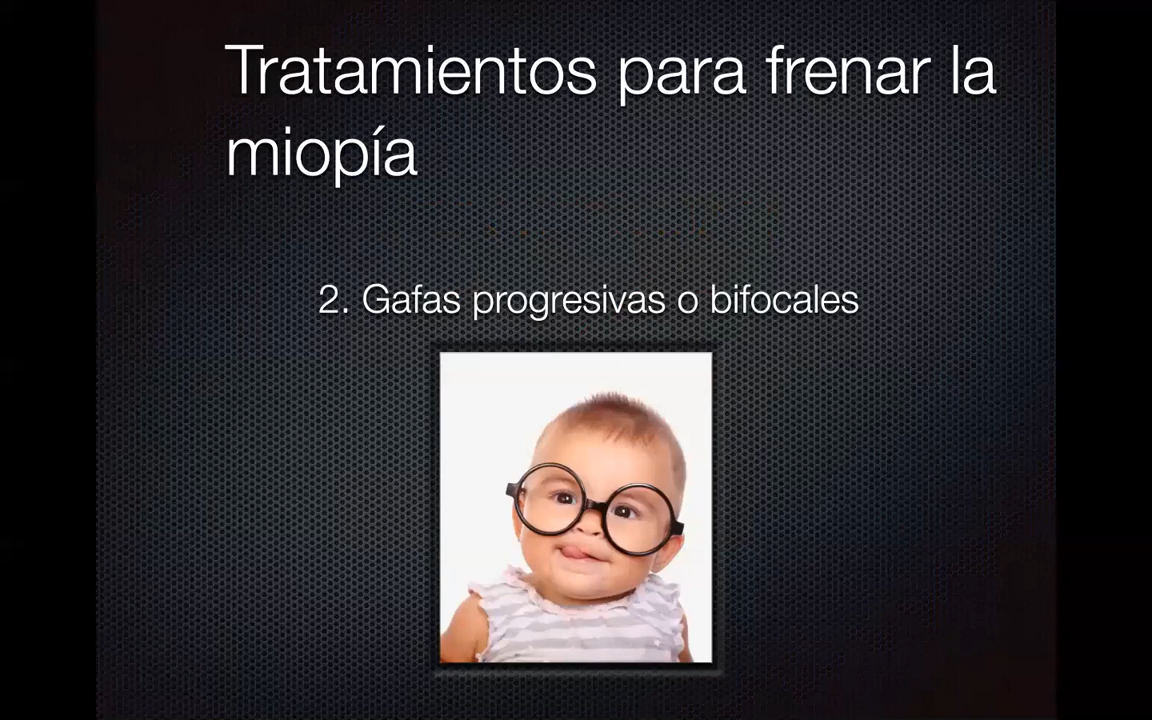 Tratamientos para frenar la
miopía
2. Gafas progresivas o bifocales